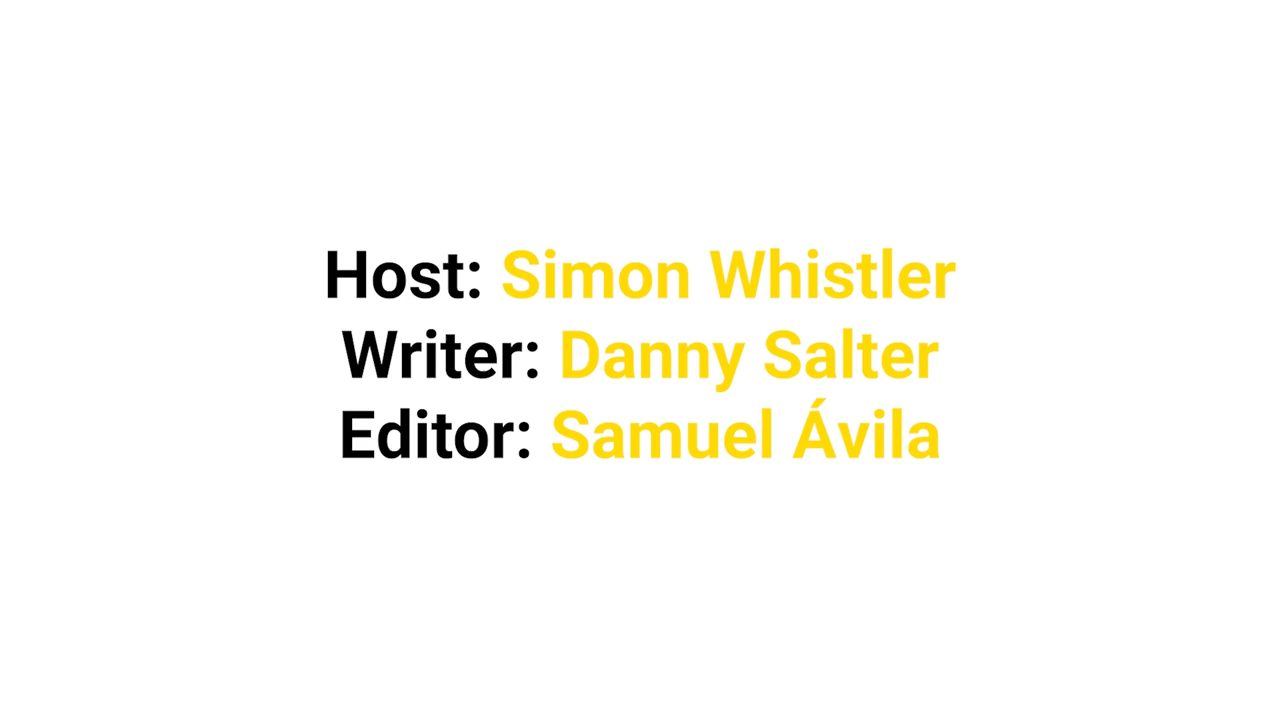 Host: Simon Whistler
Writer: Danny Salter
Editor: Samuel Ávila